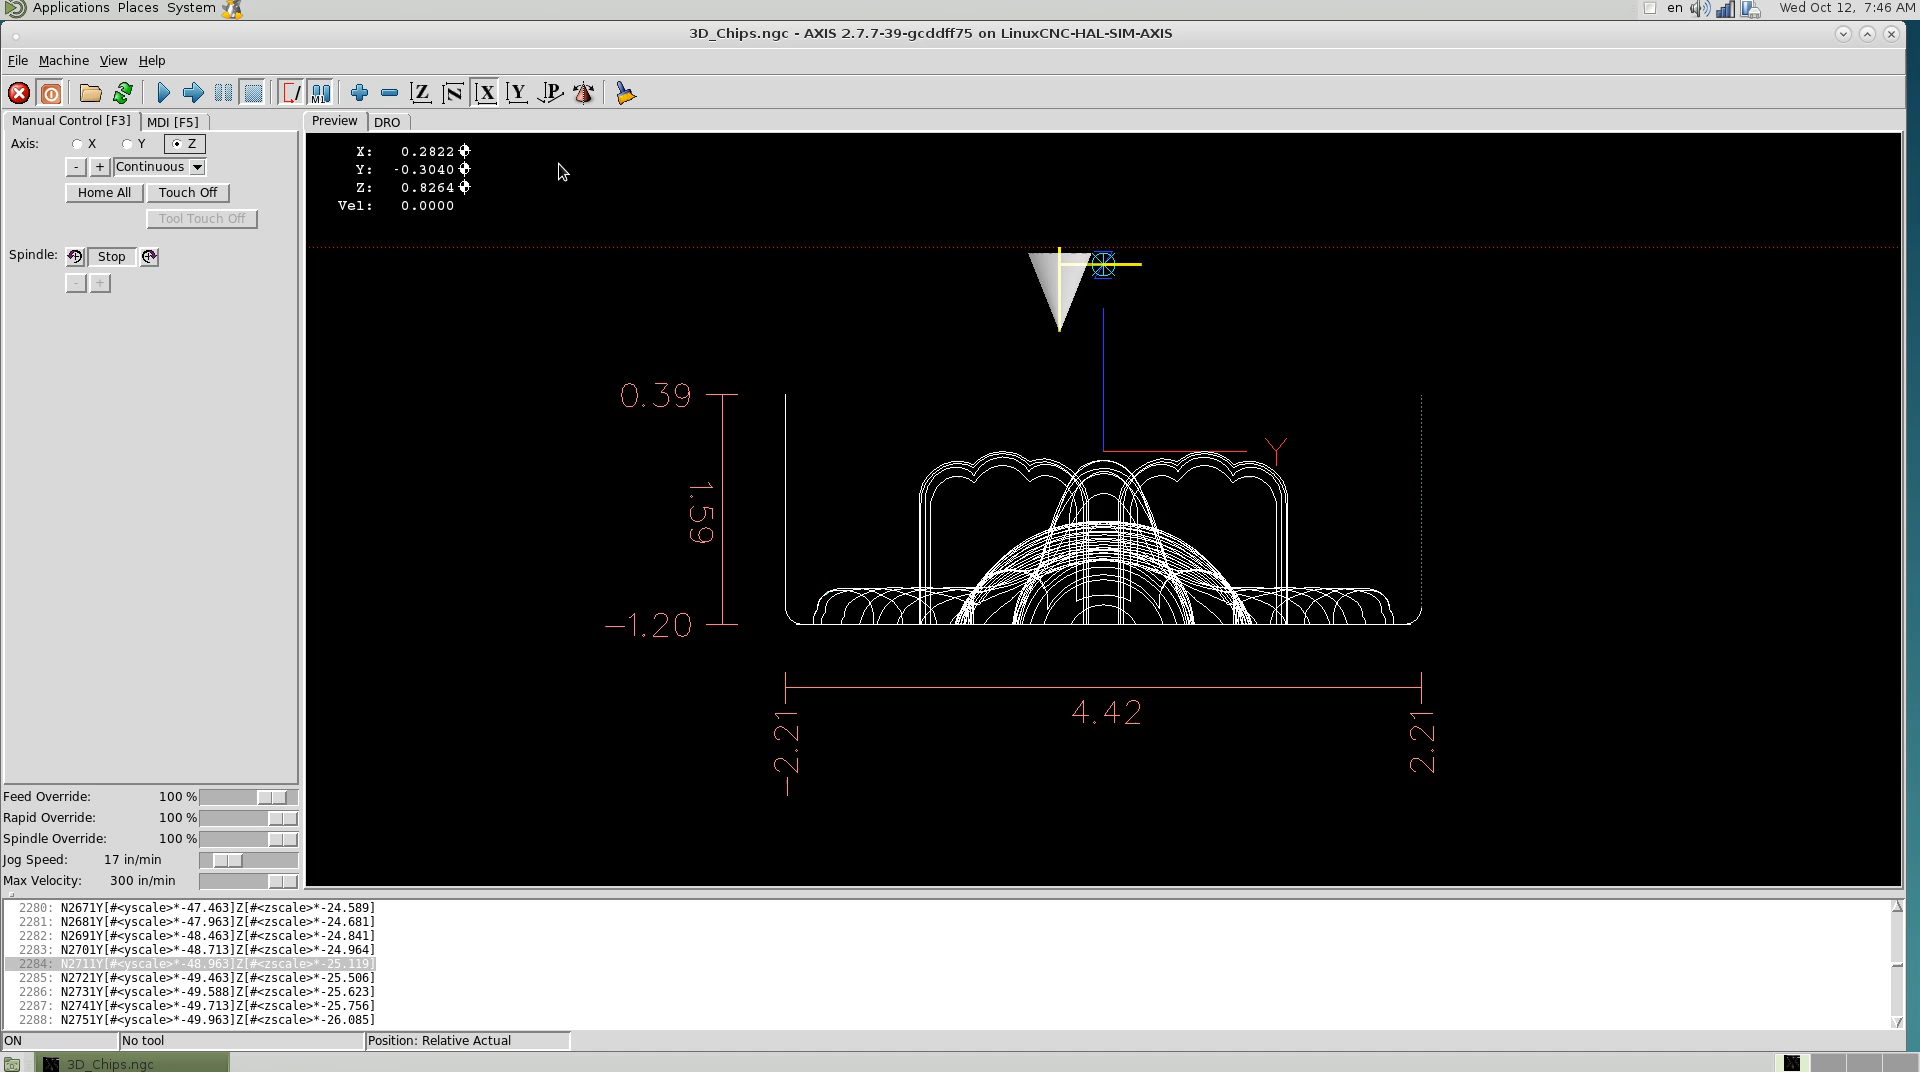 Applications Places System
en Wed Oct 12, 7:46 AM
3D_Chips.ngc - AXIS 2.7.7-39-gcddff75 on LinuxCNC-HAL-SIM-AXIS
File Machine View Help
M1 Z N X Y P
Manual Control [F3] MDI [F5]
Axis: X Y Z
- + Continuous
Home All Touch Off
Tool Touch Off
Spindle: Stop
- +
Preview DRO
X: 0.2822
Y: -0.3040
Z: 0.8264
Vel: 0.0000
0.39
1.59
-1.20
Y
4.42
-2.21
2.21
Feed Override: 100 %
Rapid Override: 100 %
Spindle Override: 100 %
Jog Speed: 17 in/min
Max Velocity: 300 in/min
2280: N2671Y[#<yscale>*-47.463]Z[#<zscale>*-24.589]
2281: N2681Y[#<yscale>*-47.963]Z[#<zscale>*-24.681]
2282: N2691Y[#<yscale>*-48.463]Z[#<zscale>*-24.841]
2283: N2701Y[#<yscale>*-48.713]Z[#<zscale>*-24.964]
2284: N2711Y[#<yscale>*-48.963]Z[#<zscale>*-25.119]
2285: N2721Y[#<yscale>*-49.463]Z[#<zscale>*-25.506]
2286: N2731Y[#<yscale>*-49.588]Z[#<zscale>*-25.623]
2287: N2741Y[#<yscale>*-49.713]Z[#<zscale>*-25.756]
2288: N2751Y[#<yscale>*-49.963]Z[#<zscale>*-26.085]
ON No tool Position: Relative Actual
3D_Chips.ngc